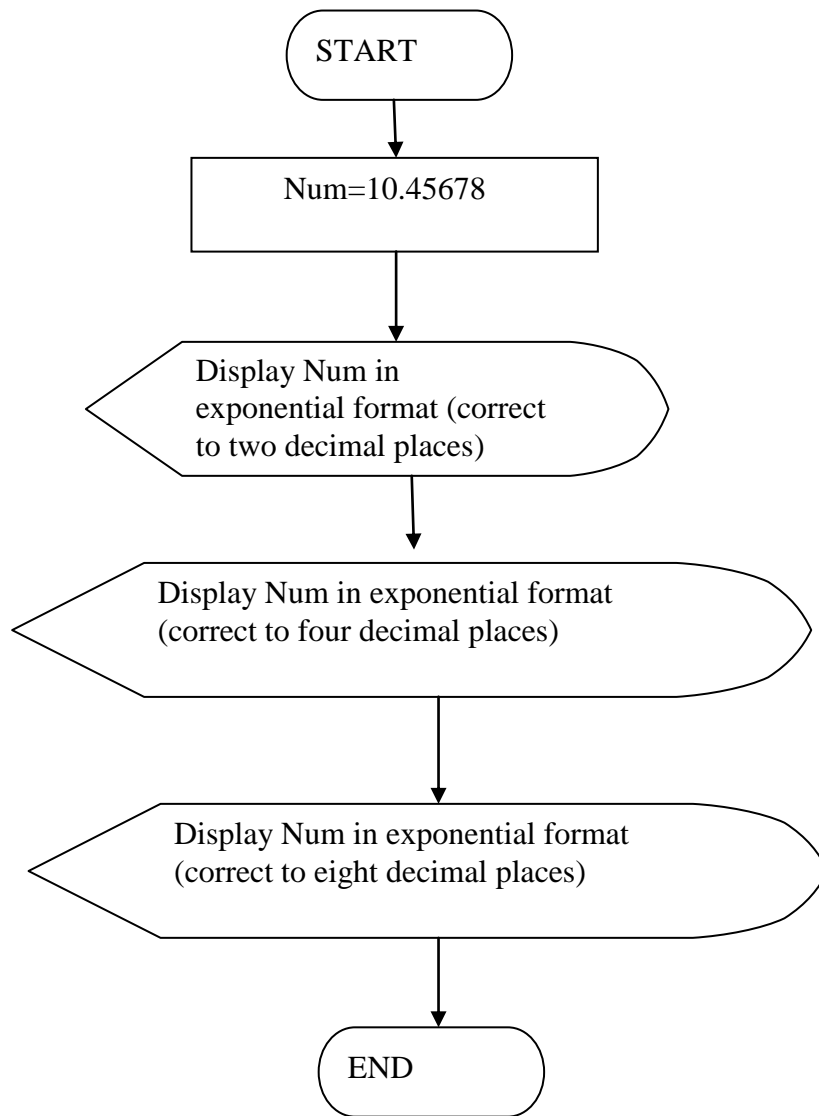 START
Num=10.45678
Display Num in
exponential format (correct
to two decimal places)
Display Num in exponential format
(correct to four decimal places)
Display Num in exponential format
(correct to eight decimal places)
END